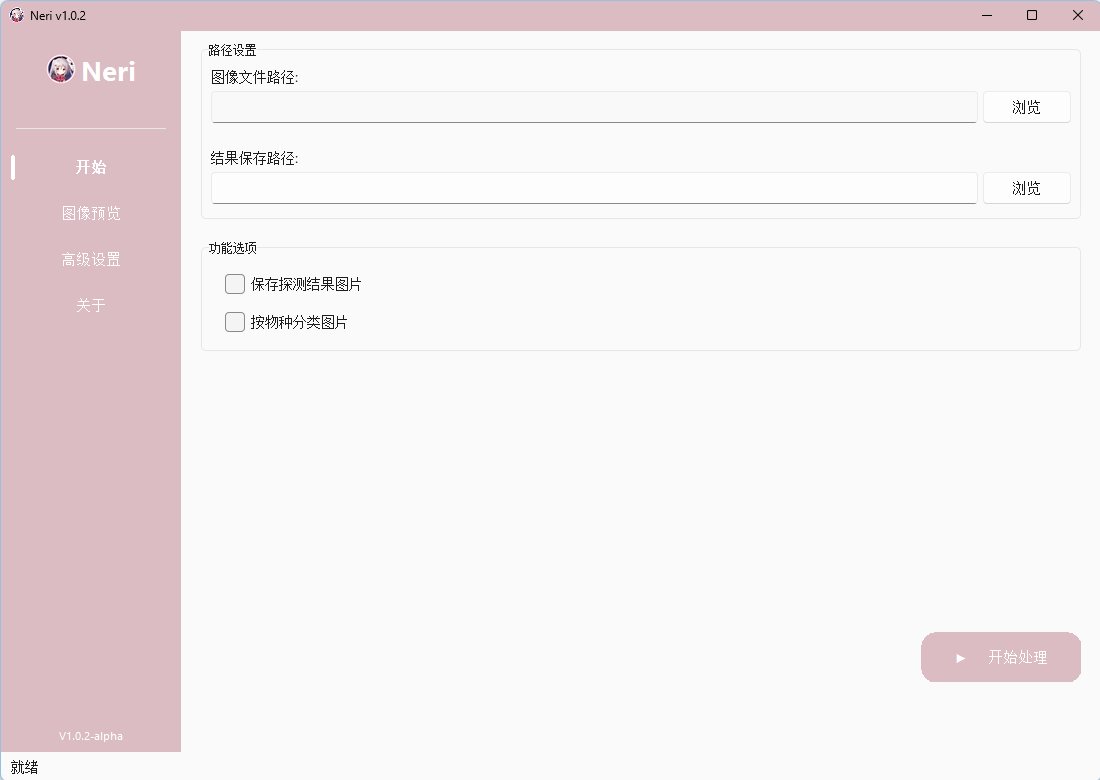 Neri v1.0.2
Neri
开始
图像预览
高级设置
关于
V1.0.2-alpha
路径设置
图像文件路径:
浏览
结果保存路径:
浏览
功能选项
保存探测结果图片
按物种分类图片
开始处理
就绪